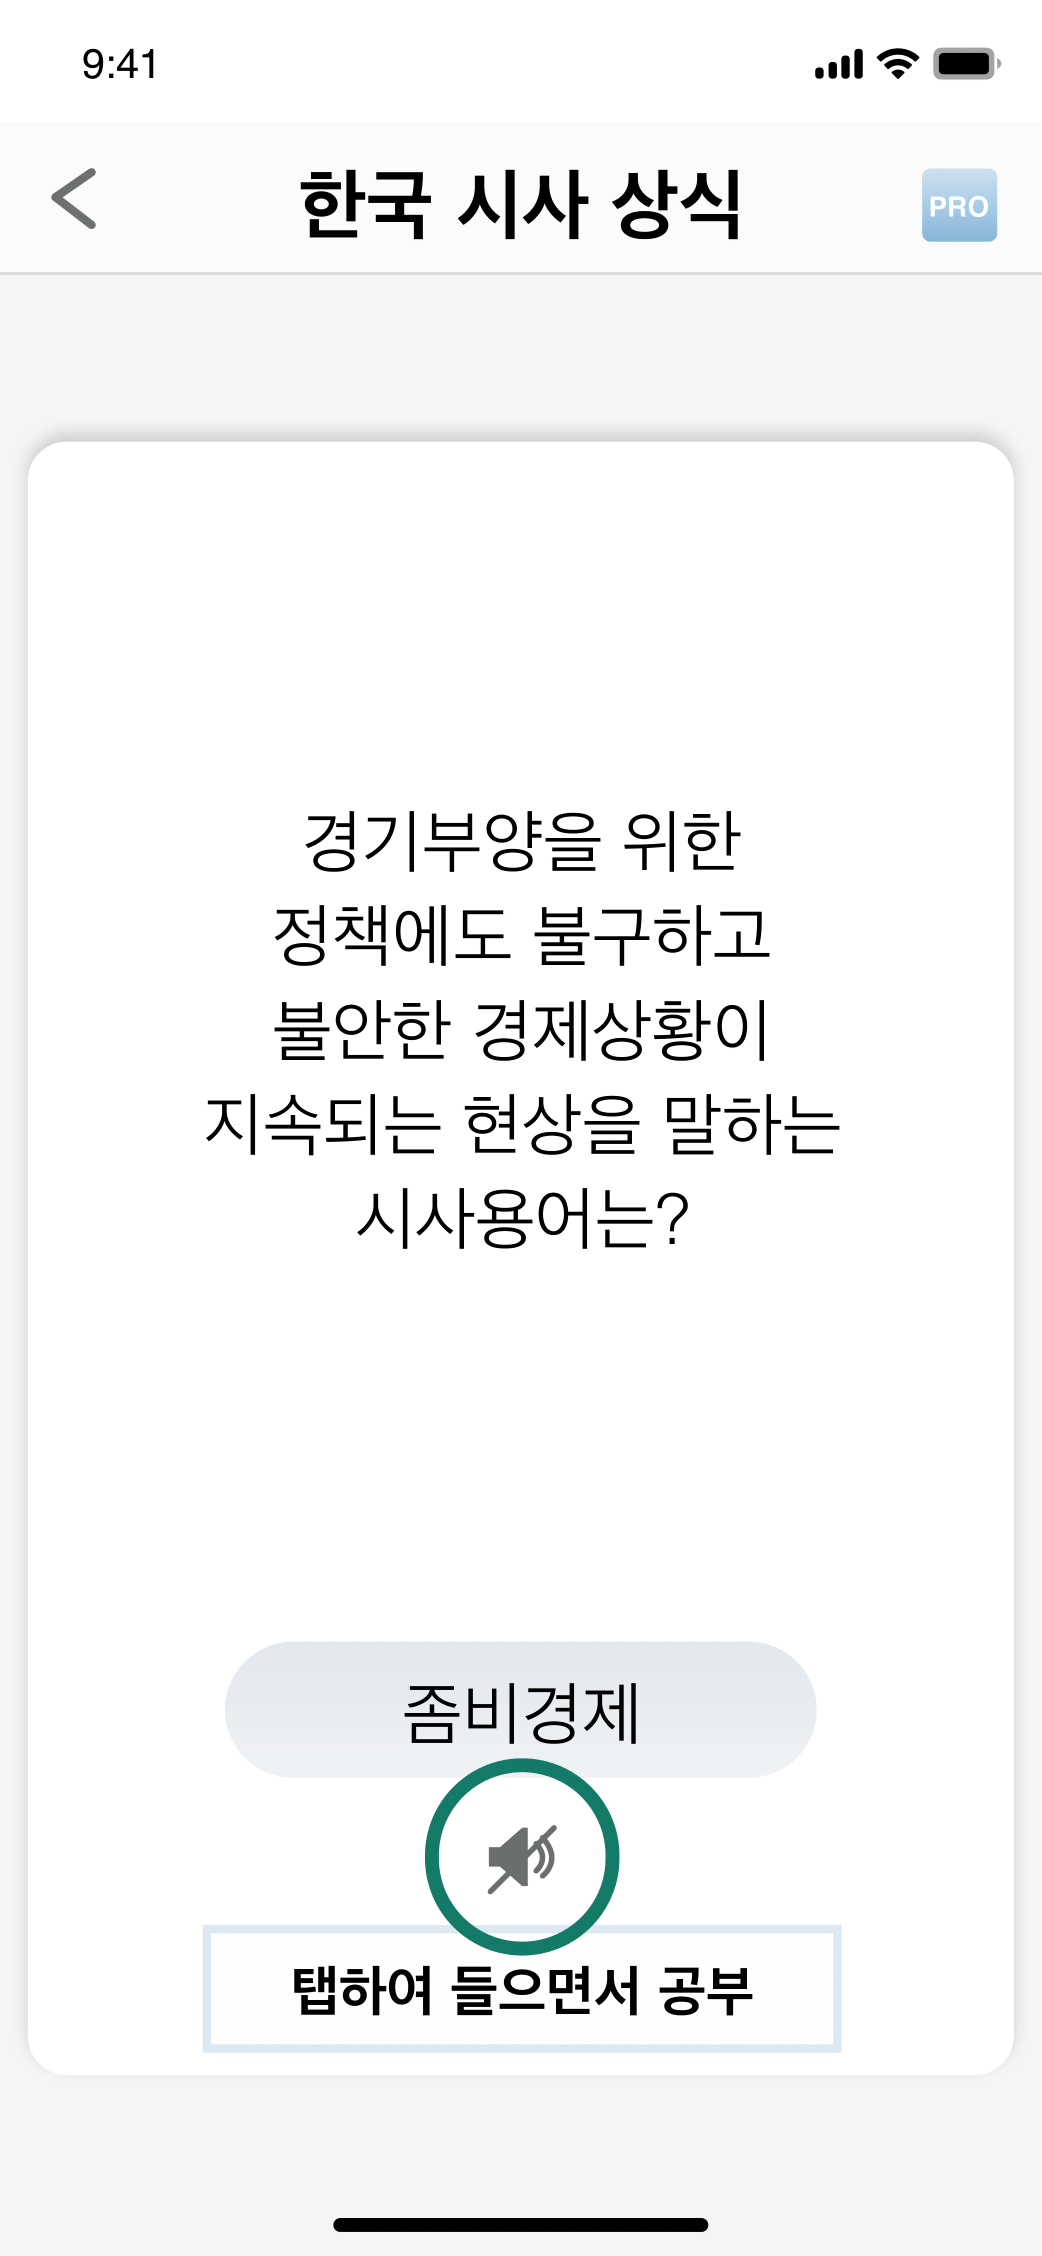 9:41
한국 시사 상식
PRO
경기부양을 위한
정책에도 불구하고
불안한 경제상황이
지속되는 현상을 말하는
시사용어는?
좀비경제
탭하여 들으면서 공부